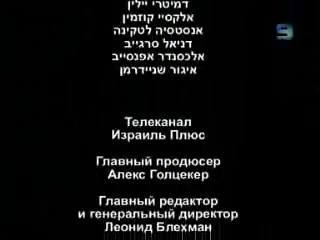 דמיטרי יילין
אלקסיי קוזמין
אנסטסיה לטקינה
דניאל סרגייב
אלכסנדר אפנסייב
איגור שניידרמן
Телеканал
Израиль Плюс
Главный продюсер
Алекс Голцекер
Главный редактор
и генеральный директор
Леонид Блехман